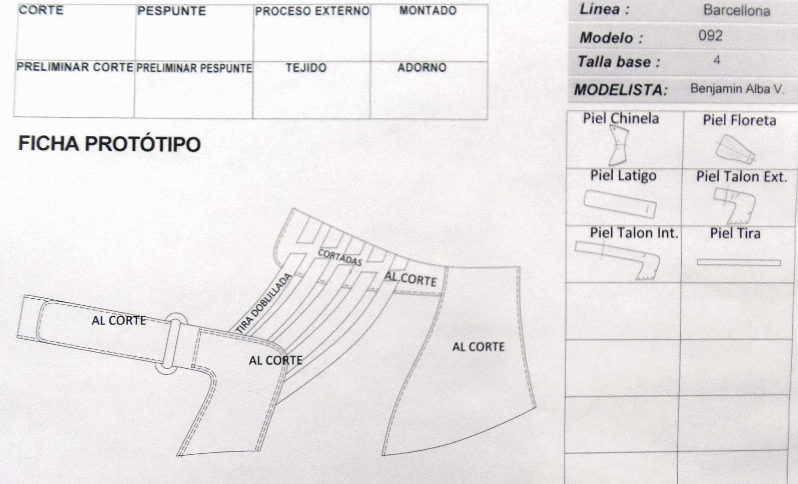 CORTE
PESPUNTE
PROCESO EXTERNO
MONTADO
PRELIMINAR CORTE
PRELIMINAR PESPUNTE
TEJIDO
ADORNO
Línea :
Barcellona
Modelo :
092
Talla base :
4
MODELISTA:
Benjamin Alba V.
FICHA PROTÓTIPO
Piel Chinela
Piel Floreta
Piel Latigo
Piel Talon Ext.
Piel Talon Int.
Piel Tira
CORTADAS
AL CORTE
TIRA DOBLILLADA
AL CORTE
AL CORTE
AL CORTE